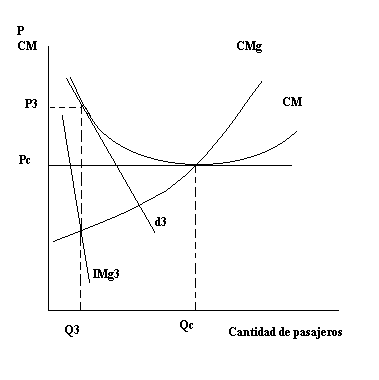 P
CM
CMg
CM
P3
Pc
d3
IMg3
Q3
Qc
Cantidad de pasajeros